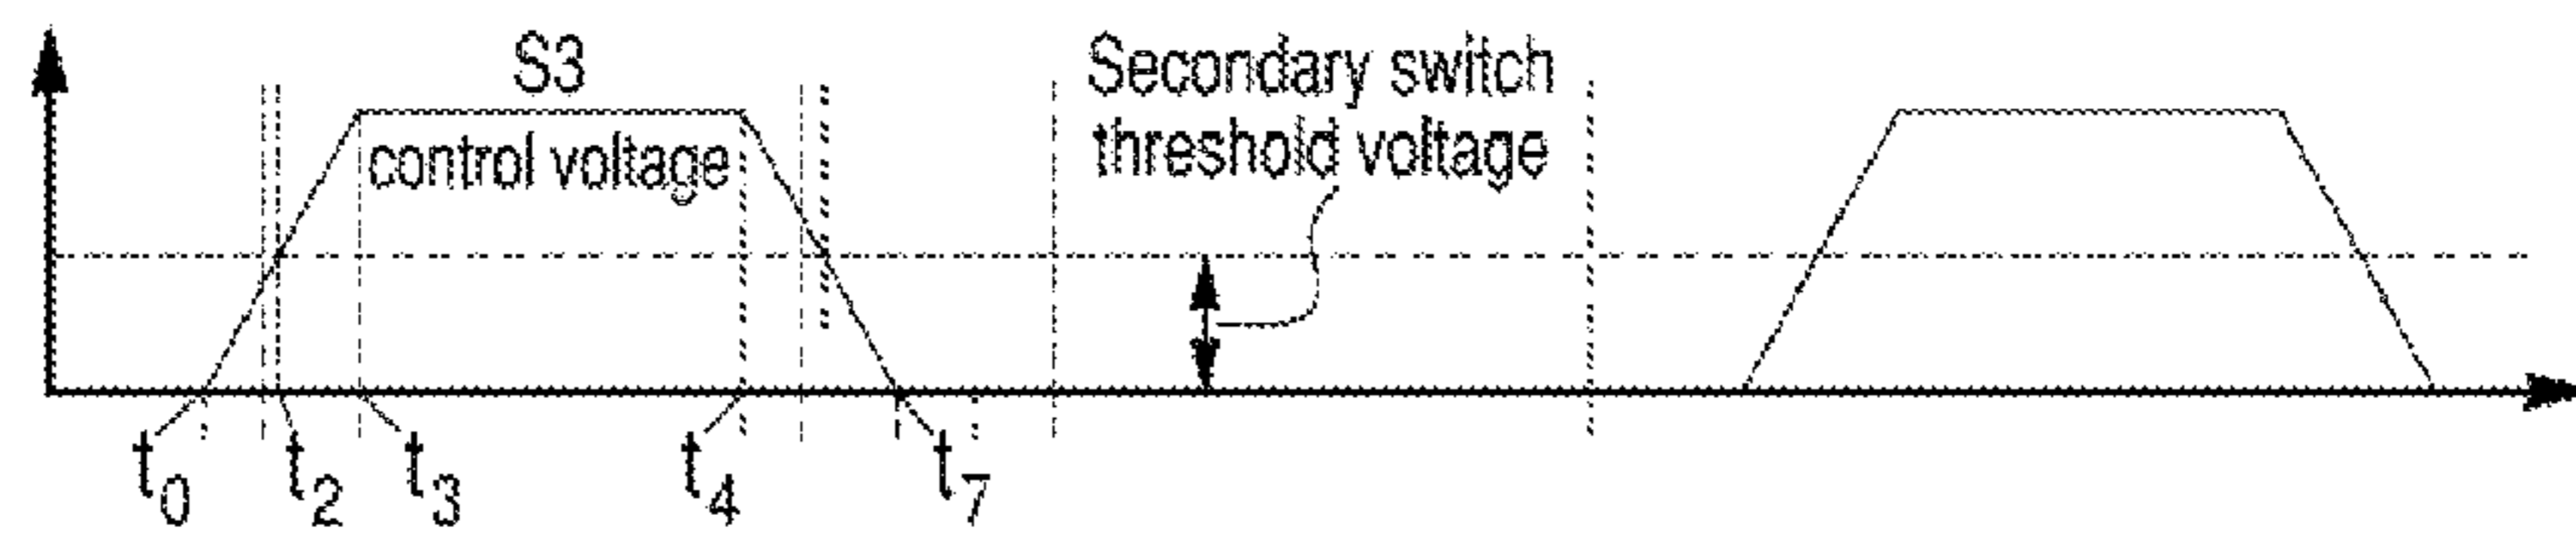 S3
control voltage
Secondary switch
threshold voltage
t0 t2 t3 t4 t7